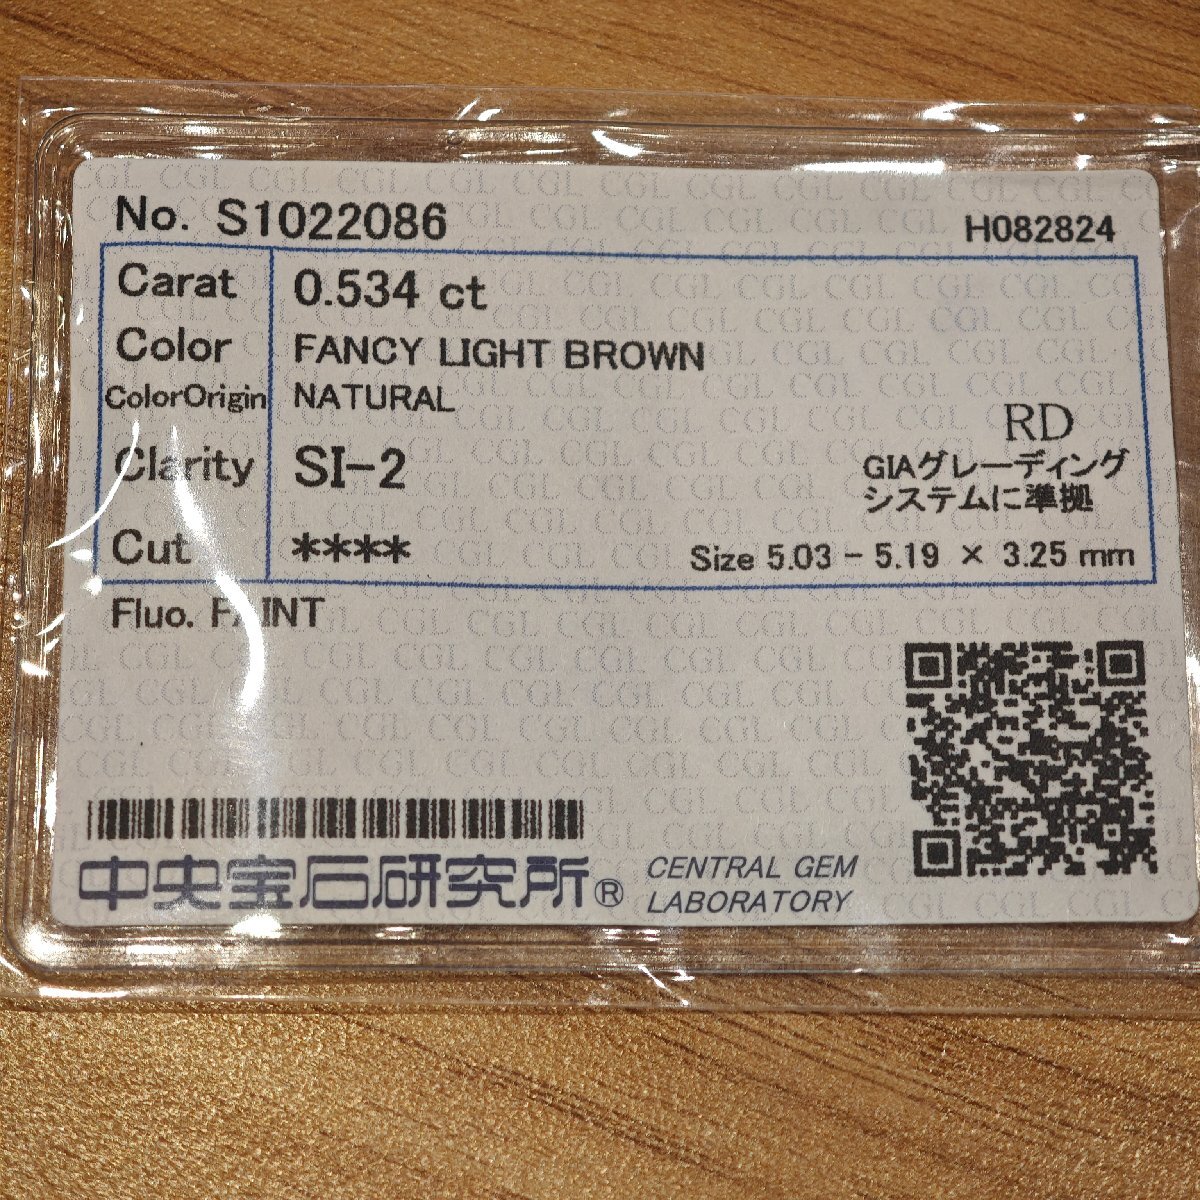 No. S1022086
H082824
Carat 0.534 ct
Color FANCY LIGHT BROWN
ColorOrigin NATURAL
RD
Clarity SI-2
GIAグレーディング
システムに準拠
Cut ****
Size 5.03 - 5.19 × 3.25 mm
Fluo. FAINT
中央宝石研究所®
CENTRAL GEM
LABORATORY